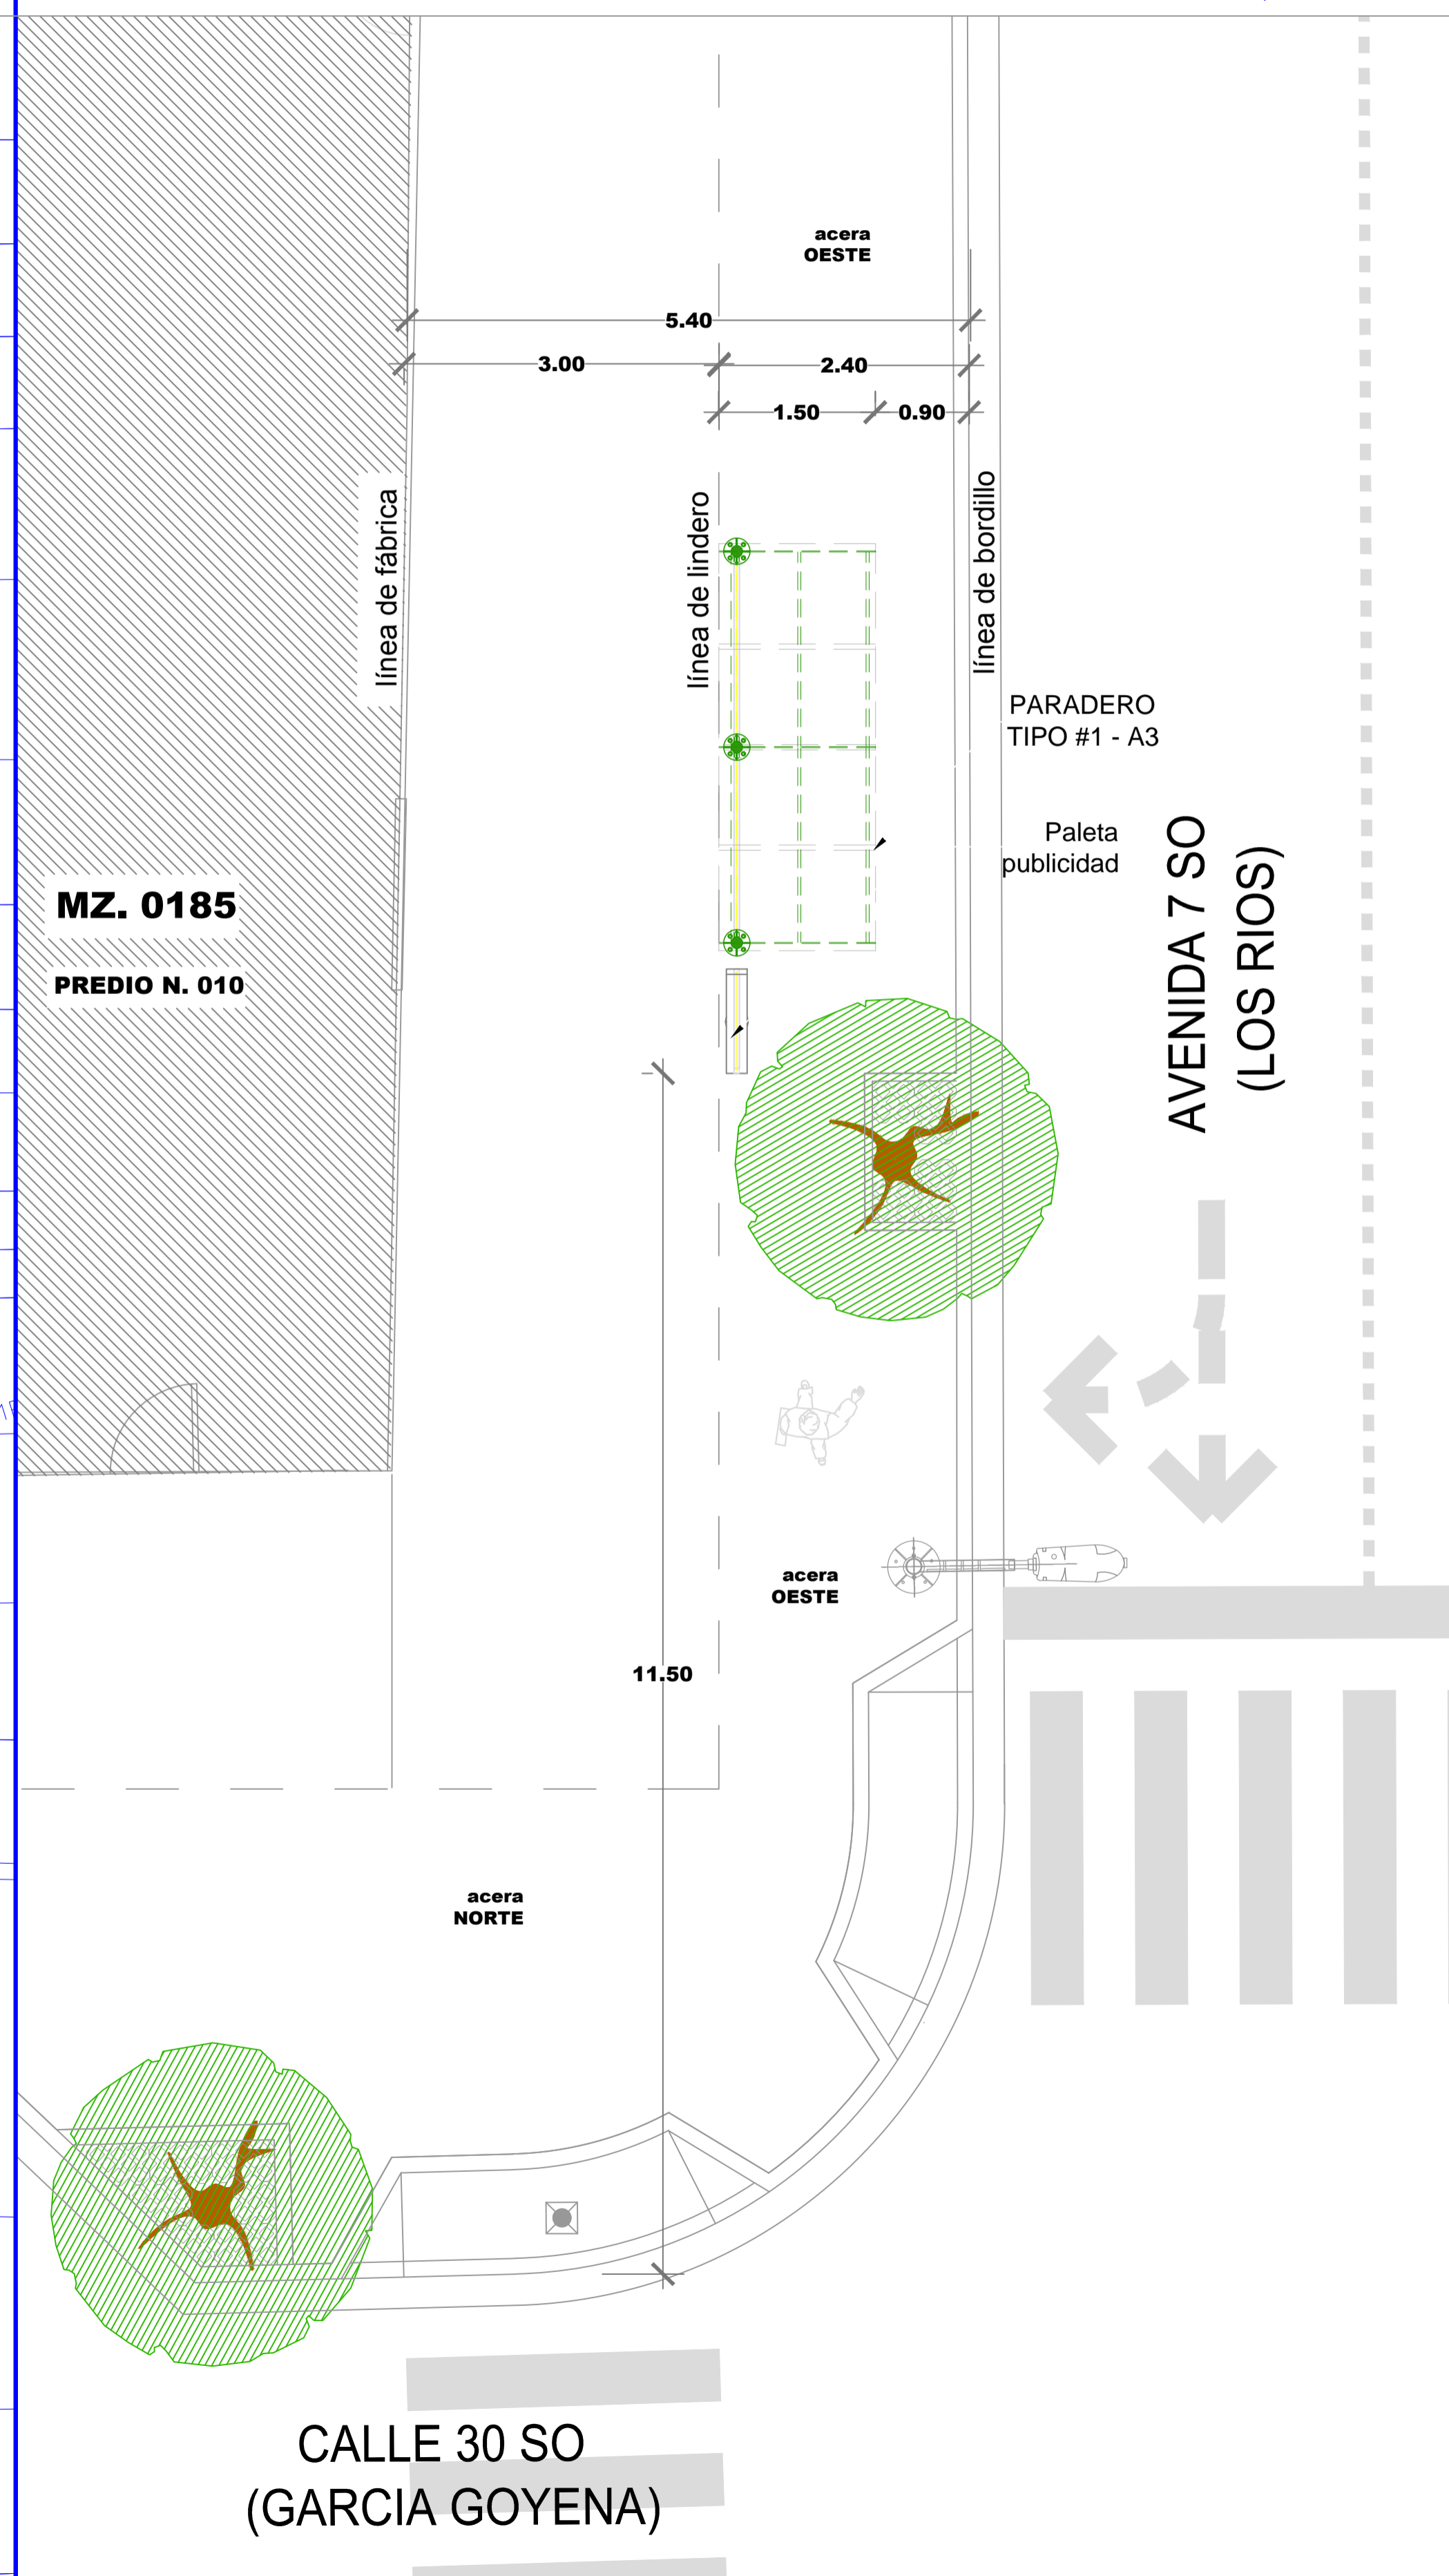 acera
OESTE
5.40
3.00
2.40
1.50
0.90
línea de fábrica
línea de lindero
línea de bordillo
PARADERO
TIPO #1 - A3
Paleta
publicidad
AVENIDA 7 SO
(LOS RIOS)
MZ. 0185
PREDIO N. 010
acera
OESTE
11.50
acera
NORTE
CALLE 30 SO
(GARCIA GOYENA)